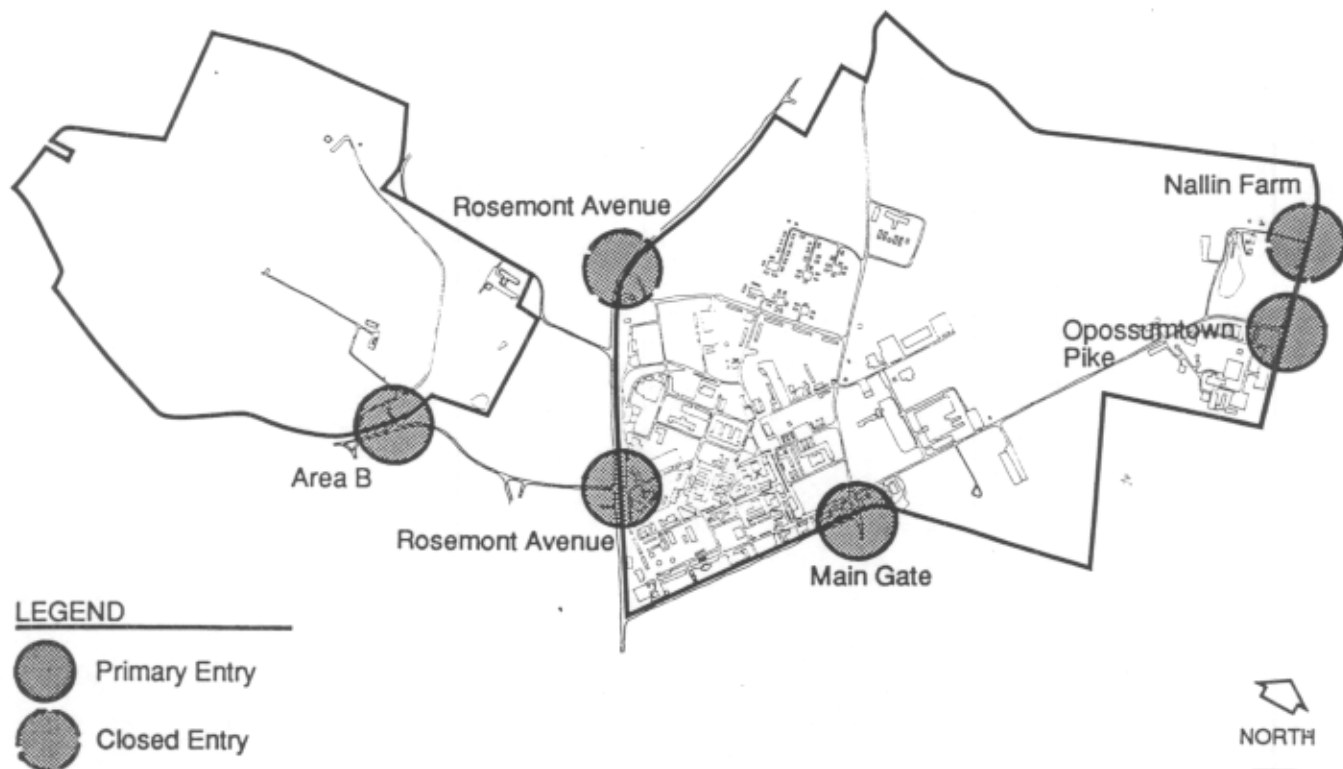 Nallin Farm
Rosemont Avenue
Opossumtown
Pike
Area B
Rosemont Avenue
Main Gate
LEGEND
Primary Entry
Closed Entry
NORTH